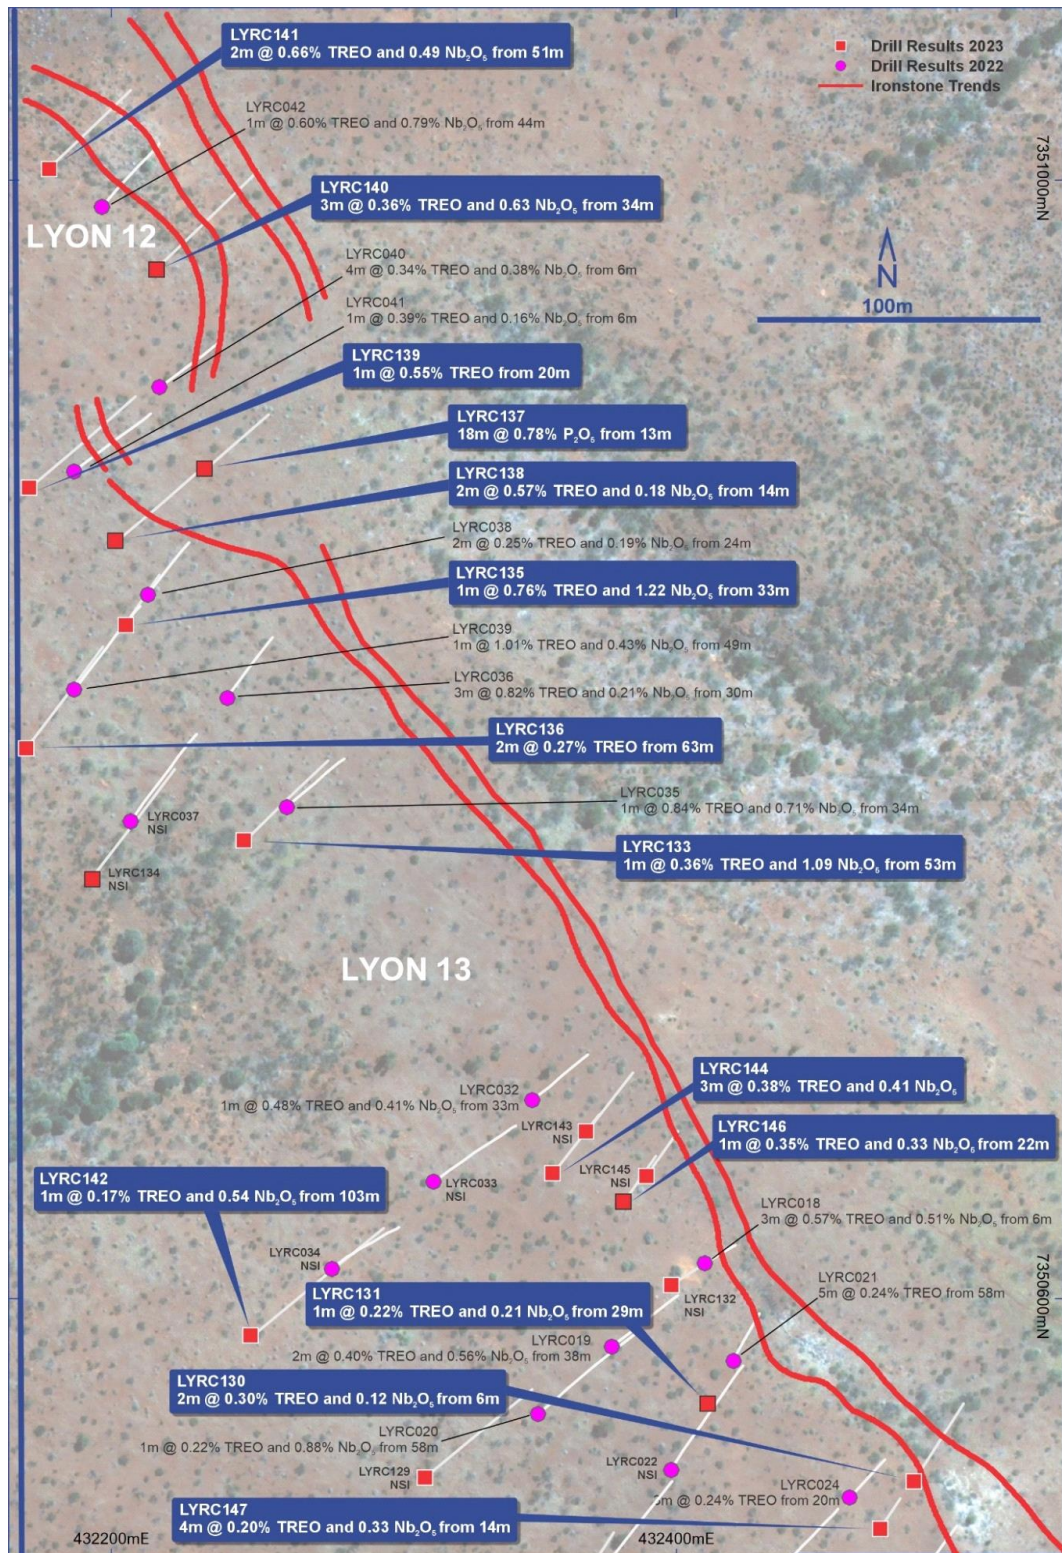 LYRC141
2m @ 0.66% TREO and 0.49 Nb₂O₅ from 51m
Drill Results 2023
Drill Results 2022
Ironstone Trends
LYRC042
1m @ 0.60% TREO and 0.79% Nb₂O₅ from 44m
7351000mN
LYRC140
3m @ 0.36% TREO and 0.63 Nb₂O₅ from 34m
LYON 12
N
100m
LYRC040
4m @ 0.34% TREO and 0.38% Nb₂O₅ from 6m
LYRC041
1m @ 0.39% TREO and 0.16% Nb₂O₅ from 6m
LYRC139
1m @ 0.55% TREO from 20m
LYRC137
18m @ 0.78% P₂O₅ from 13m
LYRC138
2m @ 0.57% TREO and 0.18 Nb₂O₅ from 14m
LYRC038
2m @ 0.25% TREO and 0.19% Nb₂O₅ from 24m
LYRC135
1m @ 0.76% TREO and 1.22 Nb₂O₅ from 33m
LYRC039
1m @ 1.01% TREO and 0.43% Nb₂O₅ from 49m
LYRC036
3m @ 0.82% TREO and 0.21% Nb₂O₅ from 30m
LYRC136
2m @ 0.27% TREO from 63m
LYRC035
1m @ 0.84% TREO and 0.71% Nb₂O₅ from 34m
LYRC037
NSI
LYRC133
1m @ 0.36% TREO and 1.09 Nb₂O₅ from 53m
LYRC134
NSI
LYON 13
LYRC144
3m @ 0.38% TREO and 0.41 Nb₂O₅
LYRC032
1m @ 0.48% TREO and 0.41% Nb₂O₅ from 33m
LYRC143
NSI
LYRC146
1m @ 0.35% TREO and 0.33 Nb₂O₅ from 22m
LYRC145
NSI
LYRC142
1m @ 0.17% TREO and 0.54 Nb₂O₅ from 103m
LYRC033
NSI
LYRC018
3m @ 0.57% TREO and 0.51% Nb₂O₅ from 6m
LYRC034
NSI
LYRC021
5m @ 0.24% TREO from 58m
7350600mN
LYRC131
1m @ 0.22% TREO and 0.21 Nb₂O₅ from 29m
LYRC132
NSI
LYRC019
2m @ 0.40% TREO and 0.56% Nb₂O₅ from 38m
LYRC130
2m @ 0.30% TREO and 0.12 Nb₂O₅ from 6m
LYRC020
1m @ 0.22% TREO and 0.88% Nb₂O₅ from 58m
LYRC129
NSI
LYRC022
NSI
LYRC024
m @ 0.24% TREO from 20m
LYRC147
4m @ 0.20% TREO and 0.33 Nb₂O₅ from 14m
432200mE
432400mE